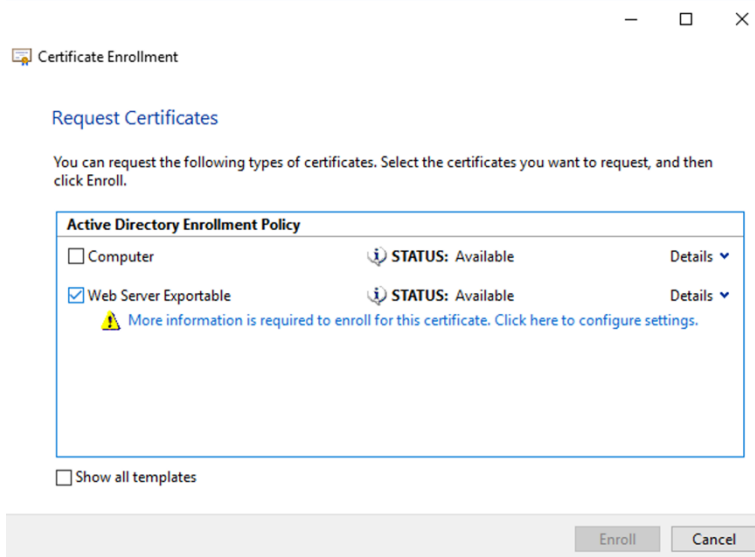 Certificate Enrollment
Request Certificates
You can request the following types of certificates. Select the certificates you want to request, and then
click Enroll.
Active Directory Enrollment Policy
Computer STATUS: Available Details
Web Server Exportable STATUS: Available Details
More information is required to enroll for this certificate. Click here to configure settings.
Show all templates
Enroll Cancel